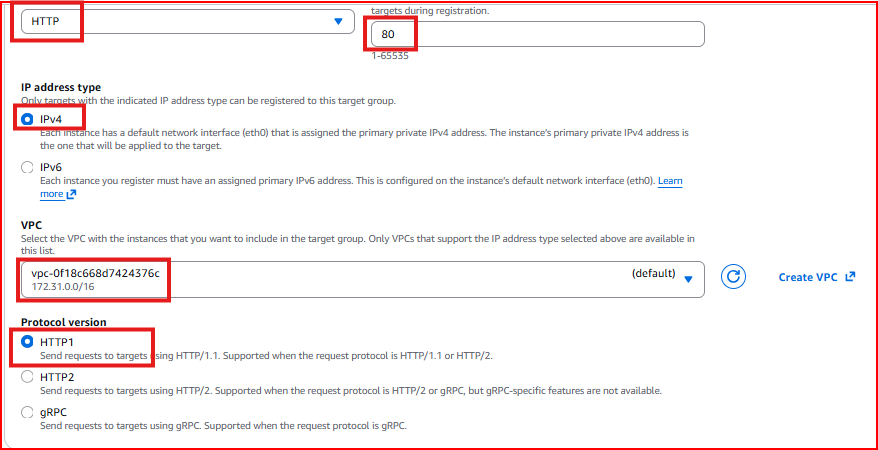 targets during registration.
HTTP
80
1-65535
IP address type
Only targets with the indicated IP address type can be registered to this target group.
IPv4
Each instance has a default network interface (eth0) that is assigned the primary private IPv4 address. The instance's primary private IPv4 address is
the one that will be applied to the target.
IPv6
Each instance you register must have an assigned primary IPv6 address. This is configured on the instance's default network interface (eth0). Learn
more
VPC
Select the VPC with the instances that you want to include in the target group. Only VPCs that support the IP address type selected above are available in
this list.
vpc-0f18c668d7424376c
(default)
172.31.0.0/16
Create VPC
Protocol version
HTTP1
Send requests to targets using HTTP/1.1. Supported when the request protocol is HTTP/1.1 or HTTP/2.
HTTP2
Send requests to targets using HTTP/2. Supported when the request protocol is HTTP/2 or gRPC, but gRPC-specific features are not available.
gRPC
Send requests to targets using gRPC. Supported when the request protocol is gRPC.